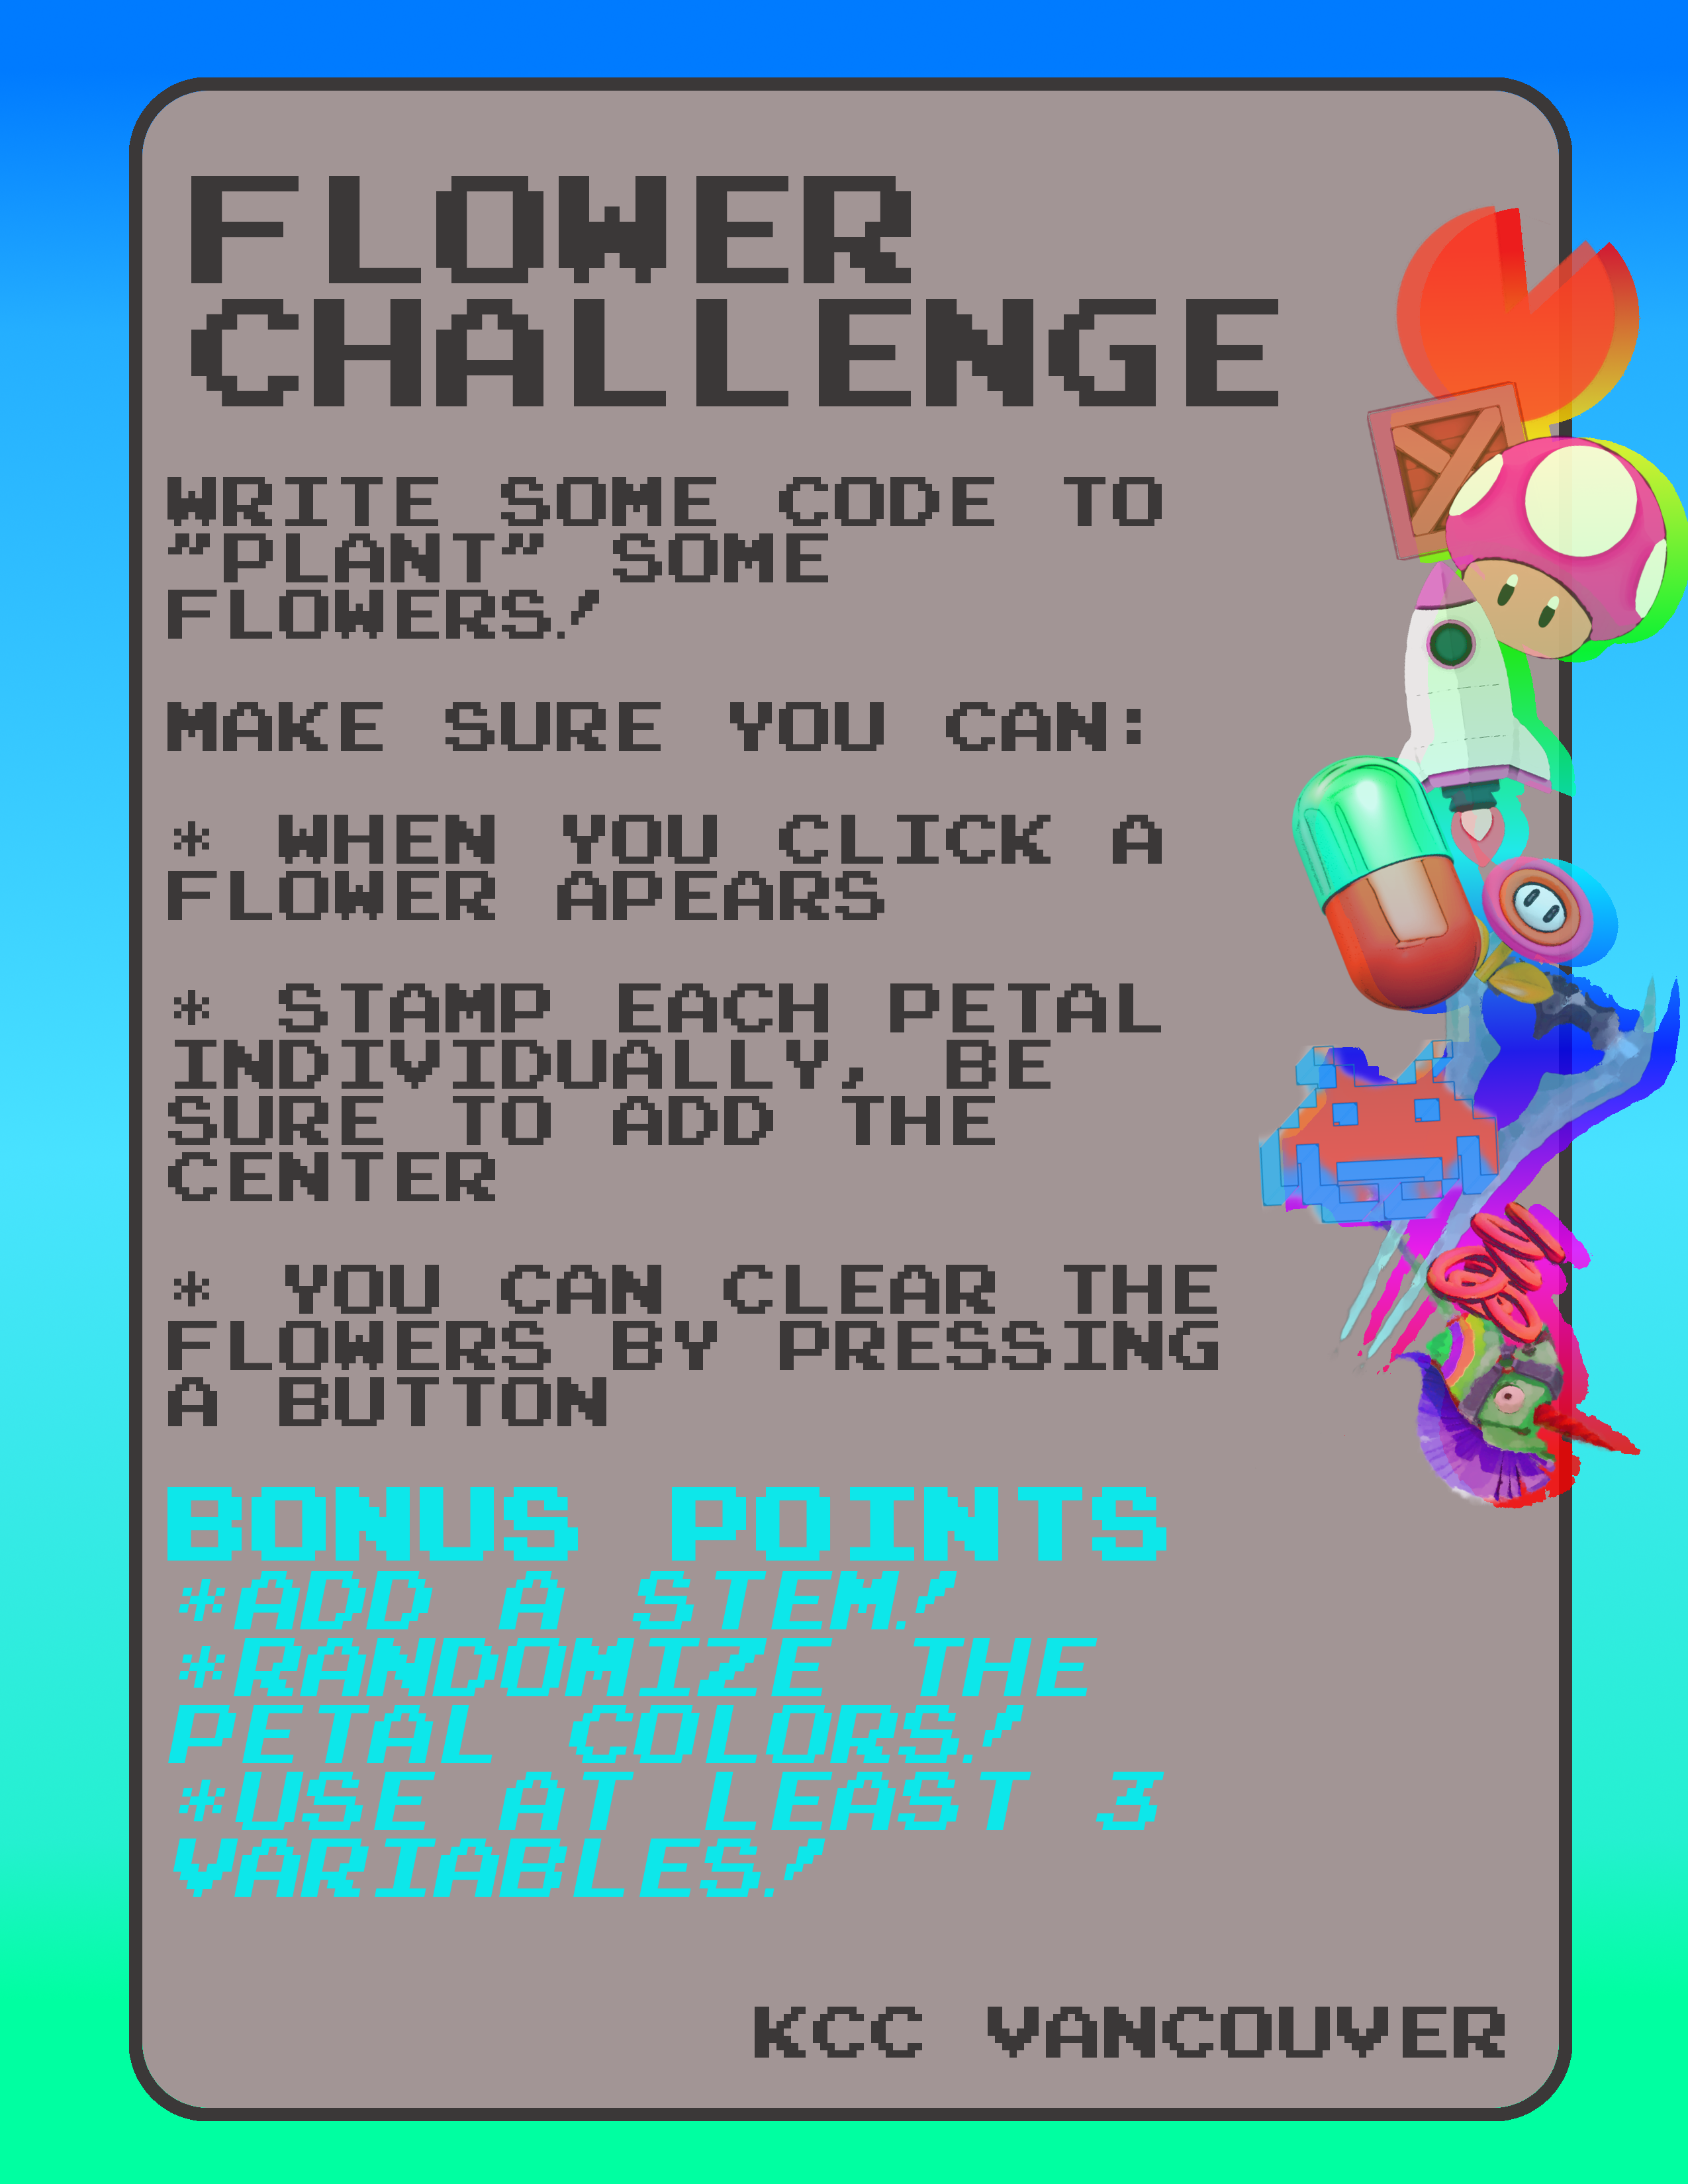 FLOWER
CHALLENGE
WRITE SOME CODE TO
"PLANT" SOME
FLOWERS!
MAKE SURE YOU CAN:
* WHEN YOU CLICK A
FLOWER APEARS
* STAMP EACH PETAL
INDIVIDUALLY, BE
SURE TO ADD THE
CENTER
* YOU CAN CLEAR THE
FLOWERS BY PRESSING
A BUTTON
BONUS POINTS
*ADD A STEM!
*RANDOMIZE THE
PETAL COLORS!
*USE AT LEAST 3
VARIABLES!
KCC VANCOUVER